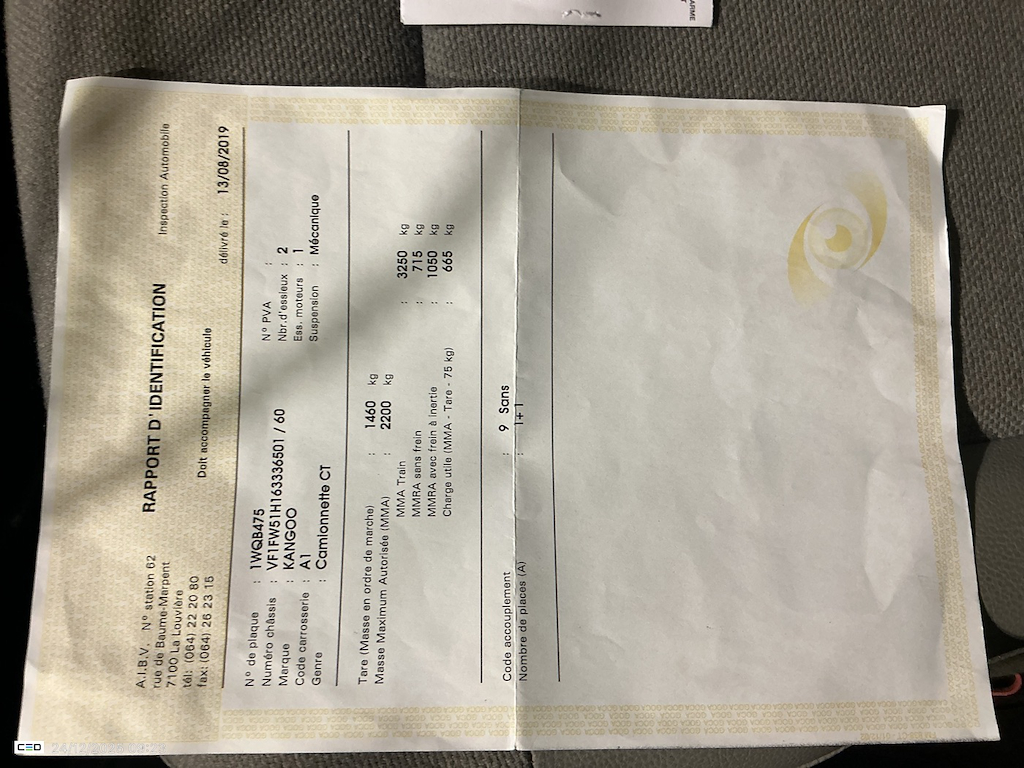 A.I.B.V. N° station 62
rue de Baume-Marpent
7100 La Louvière
tél: (064) 22 20 80
fax: (064) 26 23 15
RAPPORT D'IDENTIFICATION
Inspection Automobile
Doit accompagner le véhicule
délivré le : 13/08/2019
N° de plaque : 1WQB475
Numéro châssis : VF1FW51H163336501 / 60
Marque : KANGOO
Code carrosserie : A1
Genre : Camionnette CT
N° PVA :
Nbr.d'essieux : 2
Ess. moteurs : 1
Suspension : Mécanique
Tare (Masse en ordre de marche) : 1460 kg
Masse Maximum Autorisée (MMA) : 2200 kg
MMA Train : 3250 kg
MMRA sans frein : 715 kg
MMRA avec frein à inertie : 1050 kg
Charge utile (MMA - Tare - 75 kg) : 665 kg
Code accouplement : 9 Sans
Nombre de places (A) : 1+1
CEO